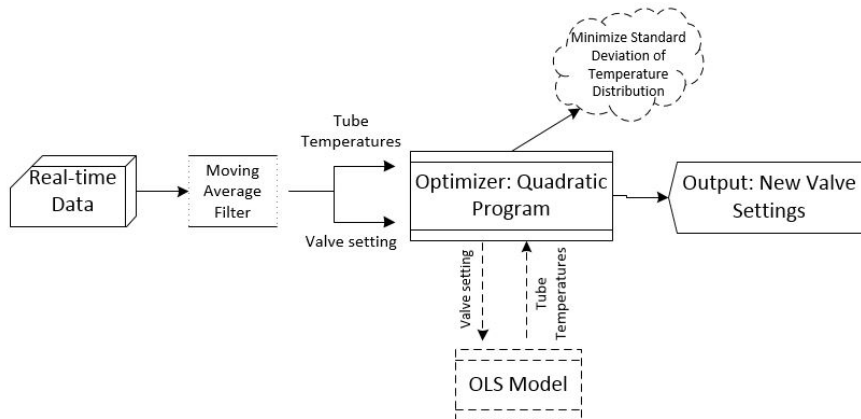 Minimize Standard
Deviation of
Temperature
Distribution
Tube
Temperatures
Real-time
Data
Moving
Average
Filter
Valve setting
Optimizer: Quadratic
Program
Output: New Valve
Settings
Valve setting
Tube
Temperatures
OLS Model